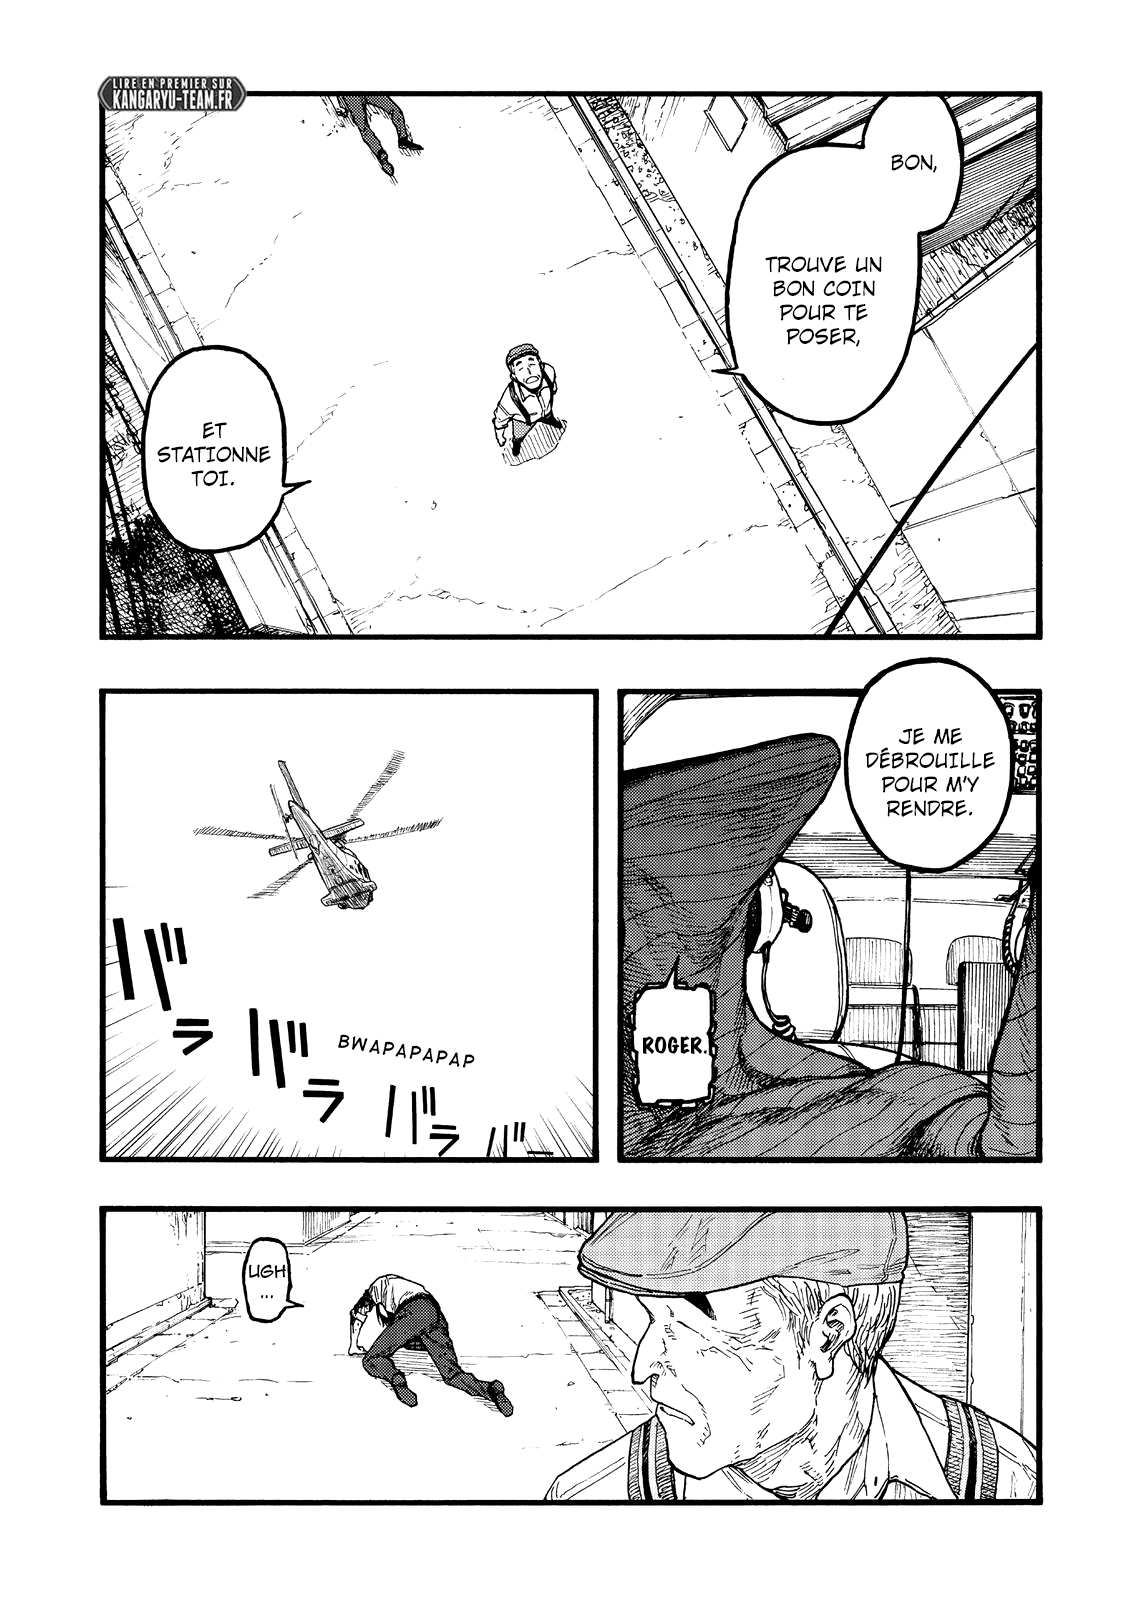 LIRE EN PREMIER SUR
KANGARYU-TEAM.FR
BON,
TROUVE UN
BON COIN
POUR TE
POSER,
ET
STATIONNE
TOI.
JE ME
DÉBROUILLE
POUR M'Y
RENDRE.
ROGER.
バラバラバラバ
BWAPAPAPAP
UGH
...